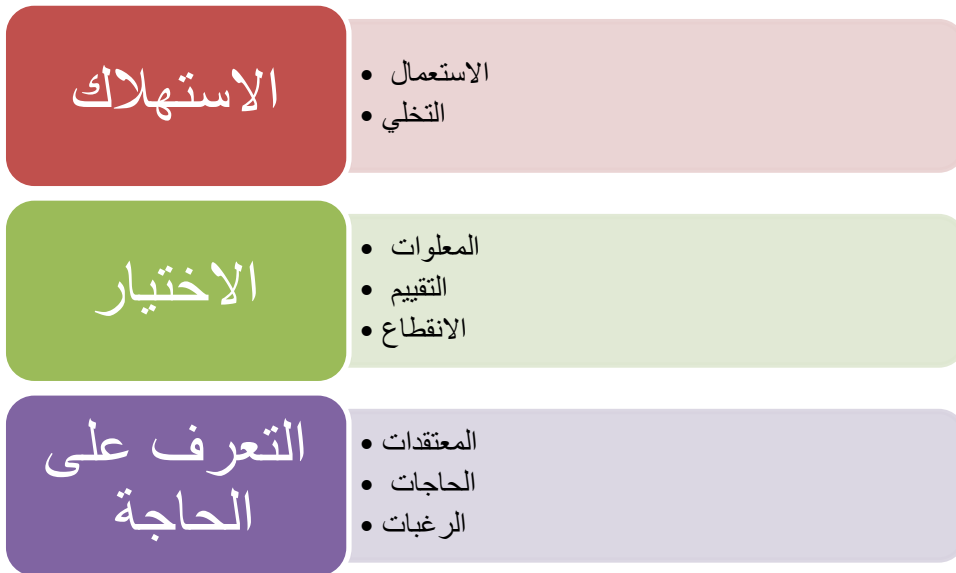 الاستهلاك
• الاستعمال
• التخلي
الاختيار
• المعلوات
• التقييم
• الانقطاع
التعرف على
الحاجة
• المعتقدات
• الحاجات
• الرغبات